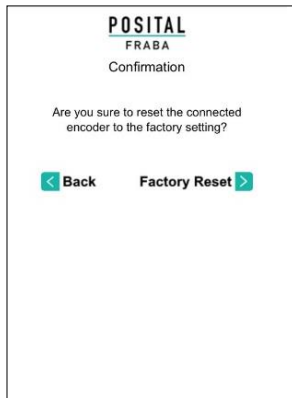 POSITAL
FRABA
Confirmation
Are you sure to reset the connected
encoder to the factory setting?
< Back Factory Reset >